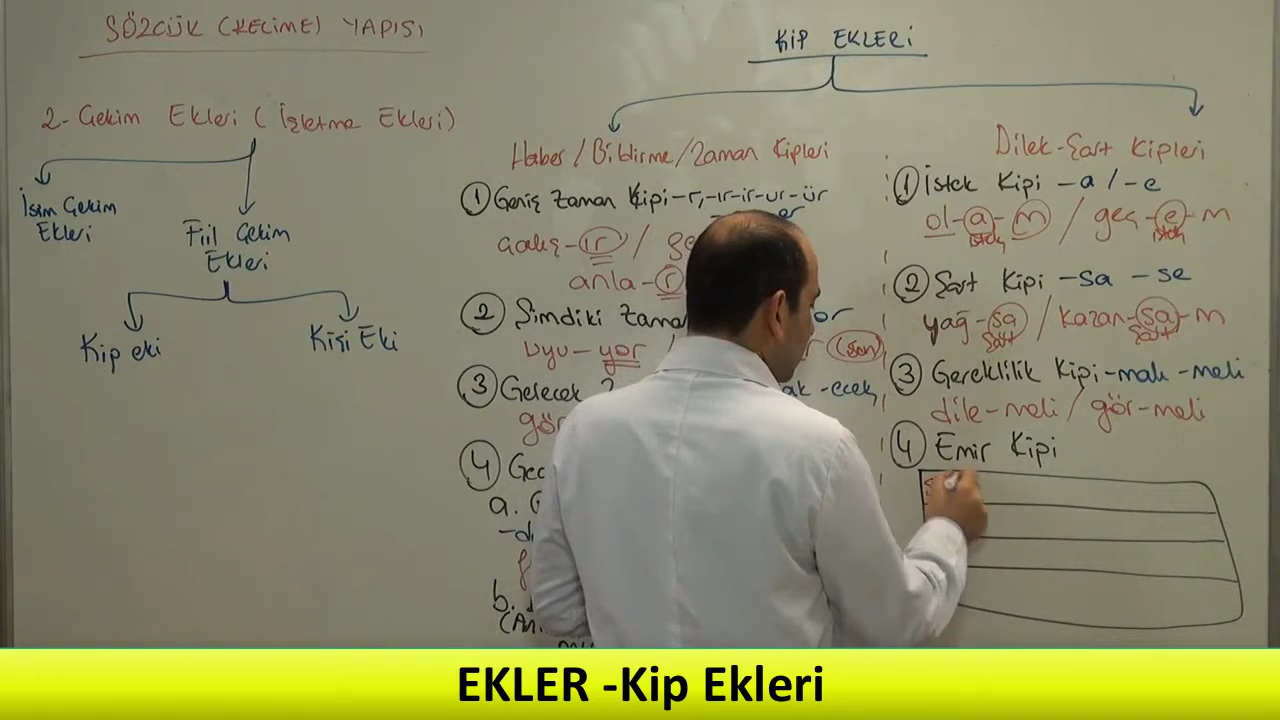 SÖZCÜK (KELİME) YAPISI
2- Çekim Ekleri ( İşletme Ekleri)
İsim Çekim
Ekleri
Fiil Çekim
Ekleri
Kip eki
Kişi Eki
KİP EKLERİ
Haber / Bildirme / Zaman Kipleri
① Geniş Zaman Kipi -r, -ır -ir -ur -ür
er
çalış-ır /
anla-r
② Şimdiki
uyu-yor / (sen)
③ Gelecek -ecek
gör
④
a.
b.
Dilek-Şart Kipleri
① İstek Kipi -a / -e
ol-a-m / geç-e-m
istek istek
② Şart Kipi -sa -se
yağ-sa / kazan-sa-m
Şart Şart
③ Gereklilik Kipi -malı -meli
dile-meli / gör-meli
④ Emir Kipi
EKLER -Kip Ekleri